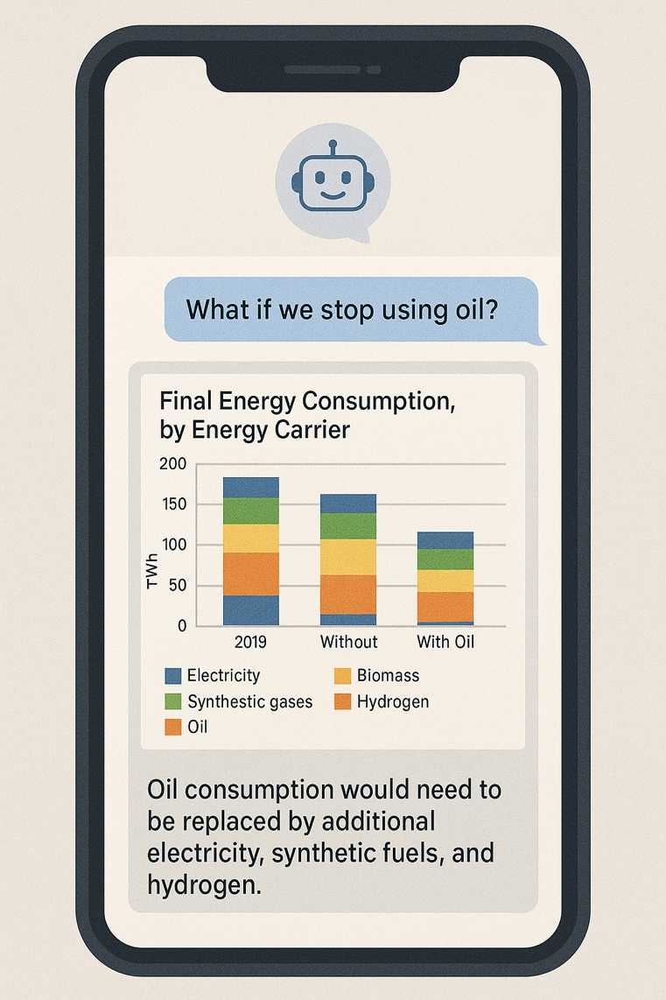 What if we stop using oil?
Final Energy Consumption,
by Energy Carrier
TWh
200
150
100
50
0
2019
Without
With Oil
Electricity
Biomass
Synthestic gases
Hydrogen
Oil
Oil consumption would need to
be replaced by additional
electricity, synthetic fuels, and
hydrogen.